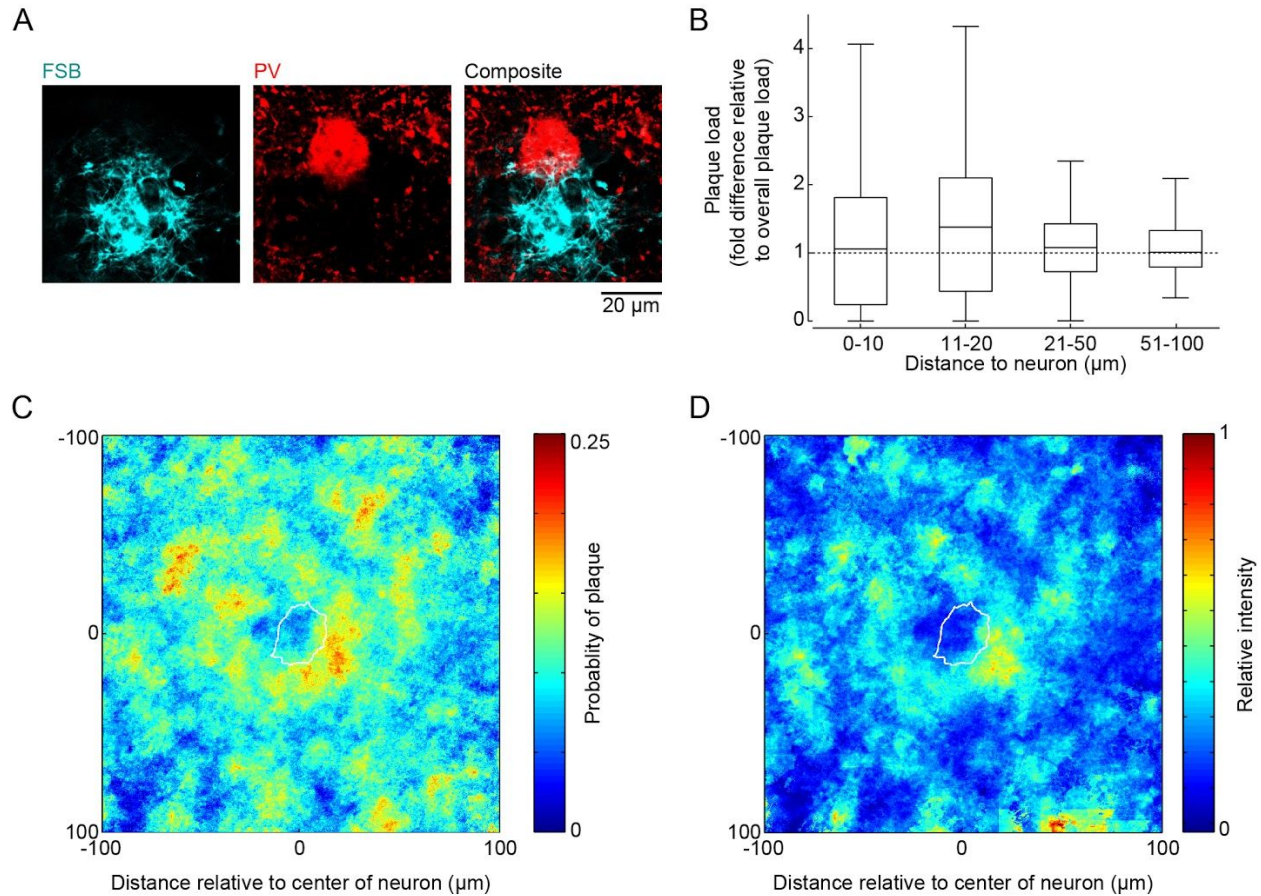 A
FSB
PV
Composite
20 µm
B
Plaque load
(fold difference relative
to overall plaque load)
4
3
2
1
0
0-10
11-20
21-50
51-100
Distance to neuron (µm)
C
-100
0
100
-100
0
100
Distance relative to center of neuron (µm)
0.25
0
Probablity of plaque
D
-100
0
100
-100
0
100
Distance relative to center of neuron (µm)
1
0
Relative intensity